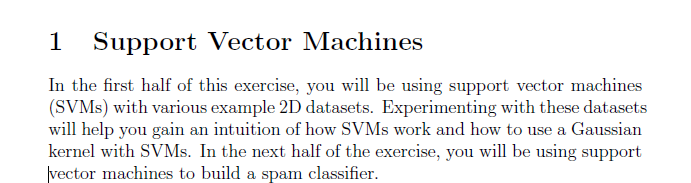 1 Support Vector Machines
In the first half of this exercise, you will be using support vector machines
(SVMs) with various example 2D datasets. Experimenting with these datasets
will help you gain an intuition of how SVMs work and how to use a Gaussian
kernel with SVMs. In the next half of the exercise, you will be using support
vector machines to build a spam classifier.